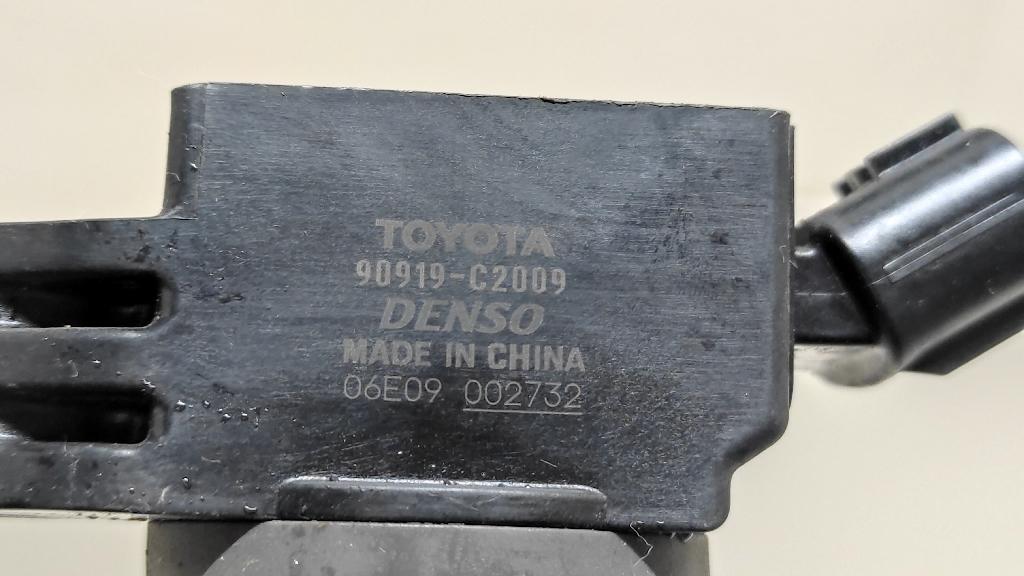 TOYOTA
90919-C2009
DENSO
MADE IN CHINA
06E09 002732